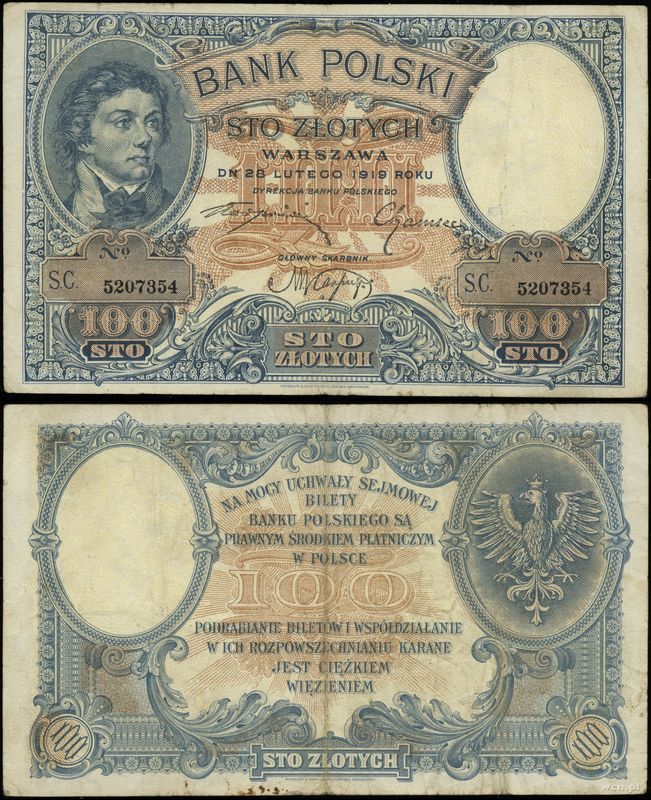 BANK POLSKI
STO ZŁOTYCH
WARSZAWA
DN 28 LUTEGO 1919 ROKU
DYREKCJA BANKU POLSKIEGO
GŁÓWNY SKARBNIK
No
S.C. 5207354
100
STO
No
S.C. 5207354
100
STO
STO
ZŁOTYCH
NA MOCY UCHWAŁY SEJMOWEJ
BILETY
BANKU POLSKIEGO SĄ
PRAWNYM ŚRODKIEM PŁATNICZYM
W POLSCE
100
PODRABIANIE BILETÓW I WSPÓŁDZIAŁANIE
W ICH ROZPOWSZECHNIANIU KARANE
JEST CIĘŻKIEM
WIĘZIENIEM
100
STO ZŁOTYCH
100
wcn.pl